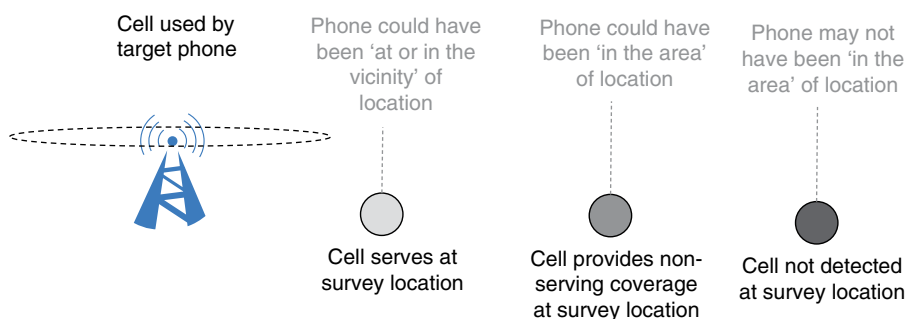 Cell used by
target phone
Phone could have
been ‘at or in the
vicinity’ of
location
Phone could have
been ‘in the area’
of location
Phone may not
have been ‘in the
area’ of location
Cell serves at
survey location
Cell provides non-
serving coverage
at survey location
Cell not detected
at survey location